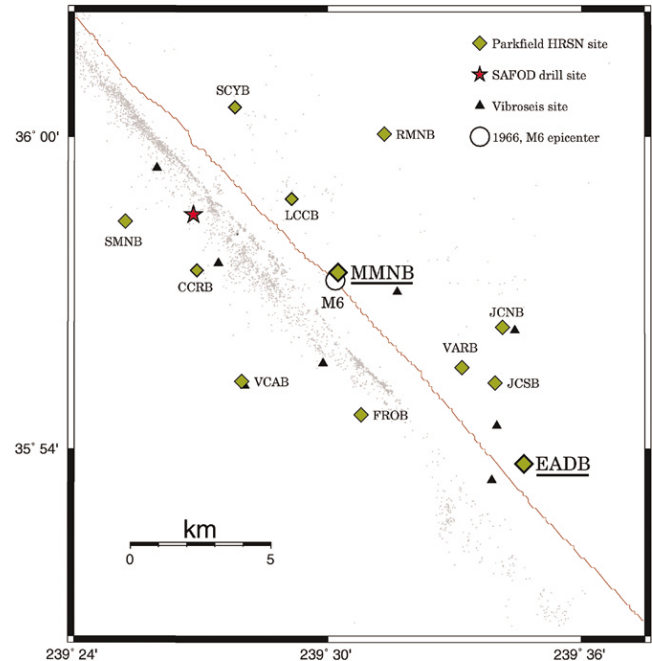 Parkfield HRSN site
SAFOD drill site
Vibroseis site
1966, M6 epicenter
SCYB
RMNB
36° 00'
LCCB
SMNB
CCRB
MMNB
M6
JCNB
VARB
VCAB
JCSB
FROB
35° 54'
EADB
km
0 5
239° 24' 239° 30' 239° 36'